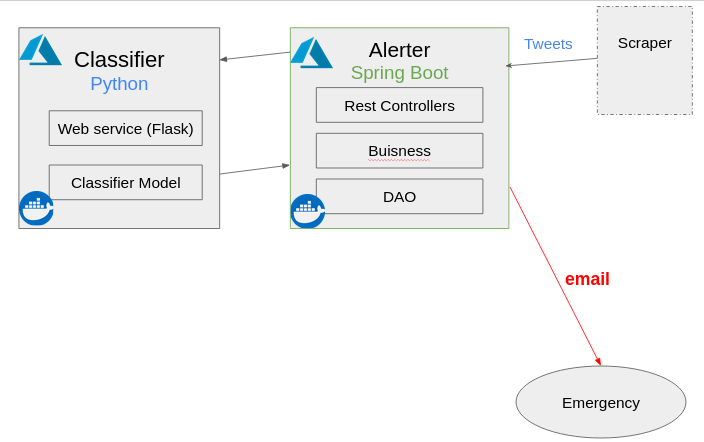 Classifier
Python
Web service (Flask)
Classifier Model
Alerter
Spring Boot
Rest Controllers
Buisness
DAO
Tweets
Scraper
email
Emergency